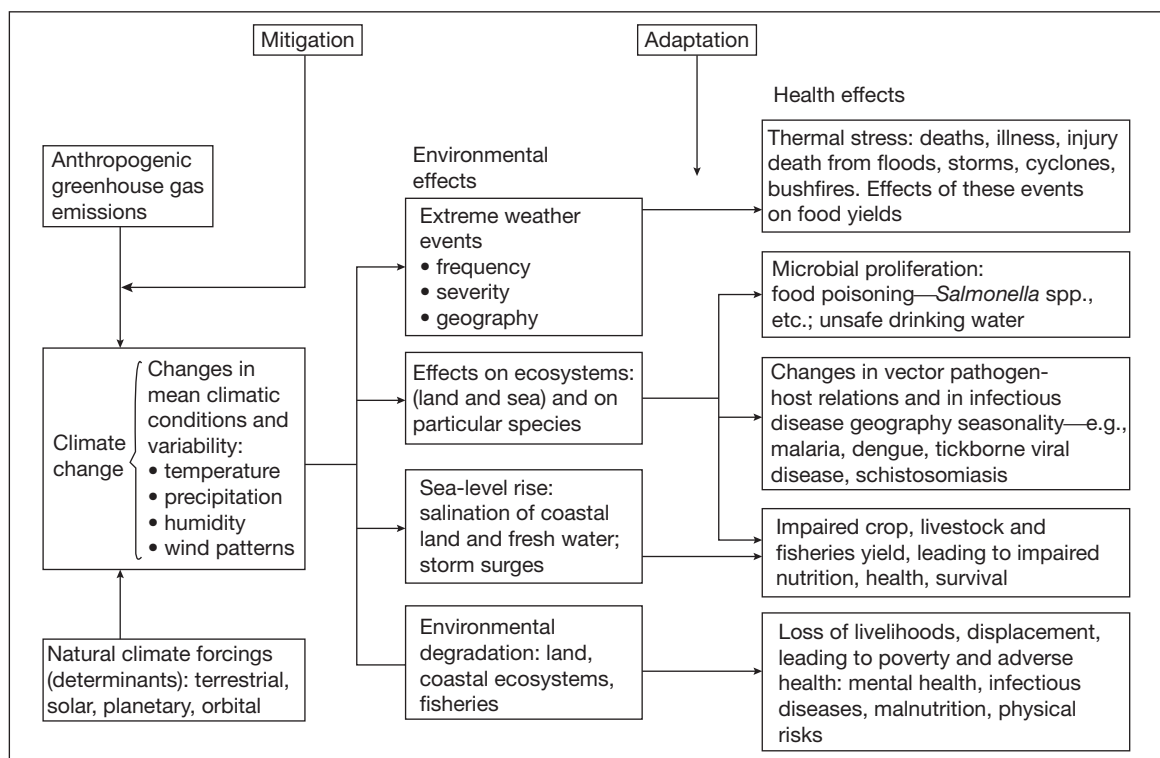 Mitigation
Adaptation
Health effects
Anthropogenic
greenhouse gas
emissions
Environmental
effects
Thermal stress: deaths, illness, injury
death from floods, storms, cyclones,
bushfires. Effects of these events
on food yields
Extreme weather
events
• frequency
• severity
• geography
Microbial proliferation:
food poisoning—Salmonella spp.,
etc.; unsafe drinking water
Climate
change
Changes in
mean climatic
conditions and
variability:
• temperature
• precipitation
• humidity
• wind patterns
Effects on ecosystems:
(land and sea) and on
particular species
Changes in vector pathogen-
host relations and in infectious
disease geography seasonality—e.g.,
malaria, dengue, tickborne viral
disease, schistosomiasis
Sea-level rise:
salination of coastal
land and fresh water;
storm surges
Impaired crop, livestock and
fisheries yield, leading to impaired
nutrition, health, survival
Natural climate forcings
(determinants): terrestrial,
solar, planetary, orbital
Environmental
degradation: land,
coastal ecosystems,
fisheries
Loss of livelihoods, displacement,
leading to poverty and adverse
health: mental health, infectious
diseases, malnutrition, physical
risks